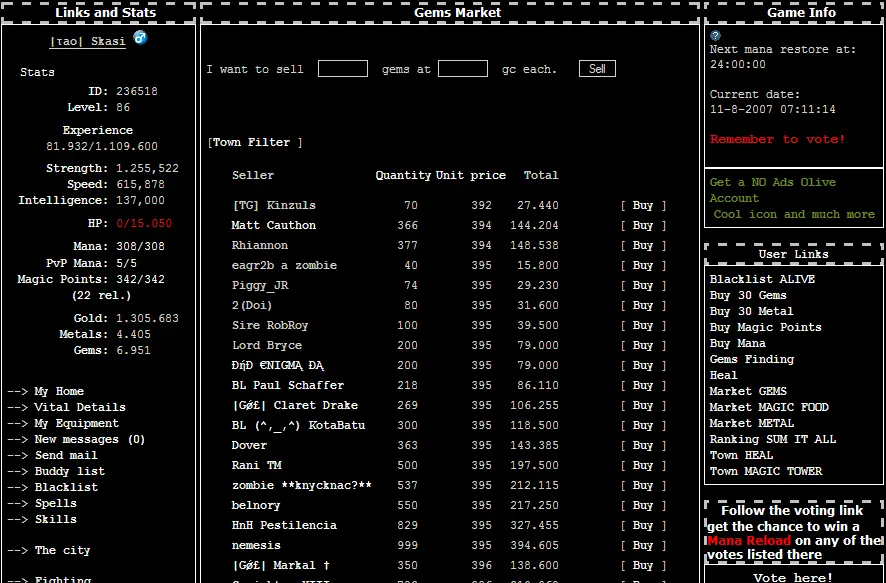 Links and Stats
|τao| Skasi
Stats
ID: 236518
Level: 86
Experience
81.932/1.109.600
Strength: 1.255,522
Speed: 615,878
Intelligence: 137,000
HP: 0/15.050
Mana: 308/308
PvP Mana: 5/5
Magic Points: 342/342
(22 rel.)
Gold: 1.305.683
Metals: 4.405
Gems: 6.951
--> My Home
--> Vital Details
--> My Equipment
--> New messages (0)
--> Send mail
--> Buddy list
--> Blacklist
--> Spells
--> Skills
--> The city
--> Fighting
Gems Market
I want to sell gems at gc each. Sell
[Town Filter ]
Seller Quantity Unit price Total
[TG] Kinzuls 70 392 27.440 [ Buy ]
Matt Cauthon 366 394 144.204 [ Buy ]
Rhiannon 377 394 148.538 [ Buy ]
eagr2b a zombie 40 395 15.800 [ Buy ]
Piggy_JR 74 395 29.230 [ Buy ]
2(Doi) 80 395 31.600 [ Buy ]
Sire RobRoy 100 395 39.500 [ Buy ]
Lord Bryce 200 395 79.000 [ Buy ]
ÐήÐ ЄNIGMĄ ĐĄ 200 395 79.000 [ Buy ]
BL Paul Schaffer 218 395 86.110 [ Buy ]
|Gǿ£| Claret Drake 269 395 106.255 [ Buy ]
BL (^,_,^) KotaBatu 300 395 118.500 [ Buy ]
Dover 363 395 143.385 [ Buy ]
Rani TM 500 395 197.500 [ Buy ]
zombie **knycknac?** 537 395 212.115 [ Buy ]
belnory 550 395 217.250 [ Buy ]
HnH Pestilencia 829 395 327.455 [ Buy ]
nemesis 999 395 394.605 [ Buy ]
|Gǿ£| Markal † 350 396 138.600 [ Buy ]
Game Info
?
Next mana restore at:
24:00:00
Current date:
11-8-2007 07:11:14
Remember to vote!
Get a NO Ads Olive
Account
Cool icon and much more
User Links
Blacklist ALIVE
Buy 30 Gems
Buy 30 Metal
Buy Magic Points
Buy Mana
Gems Finding
Heal
Market GEMS
Market MAGIC FOOD
Market METAL
Ranking SUM IT ALL
Town HEAL
Town MAGIC TOWER
Follow the voting link
get the chance to win a
Mana Reload on any of the
votes listed there
Vote here!